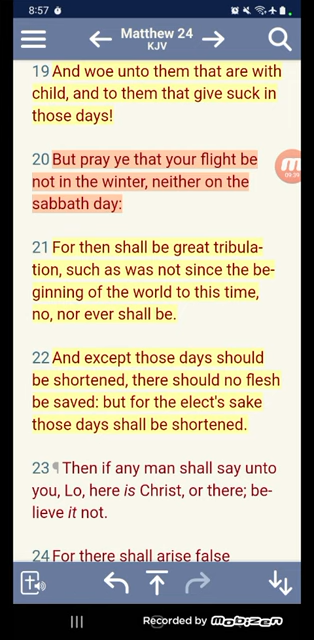 8:57
Matthew 24
KJV
19 And woe unto them that are with
child, and to them that give suck in
those days!
20 But pray ye that your flight be
not in the winter, neither on the
sabbath day:
21 For then shall be great tribula-
tion, such as was not since the be-
ginning of the world to this time,
no, nor ever shall be.
22 And except those days should
be shortened, there should no flesh
be saved: but for the elect's sake
those days shall be shortened.
23 ¶ Then if any man shall say unto
you, Lo, here is Christ, or there; be-
lieve it not.
24 For there shall arise false
Recorded by mobizen